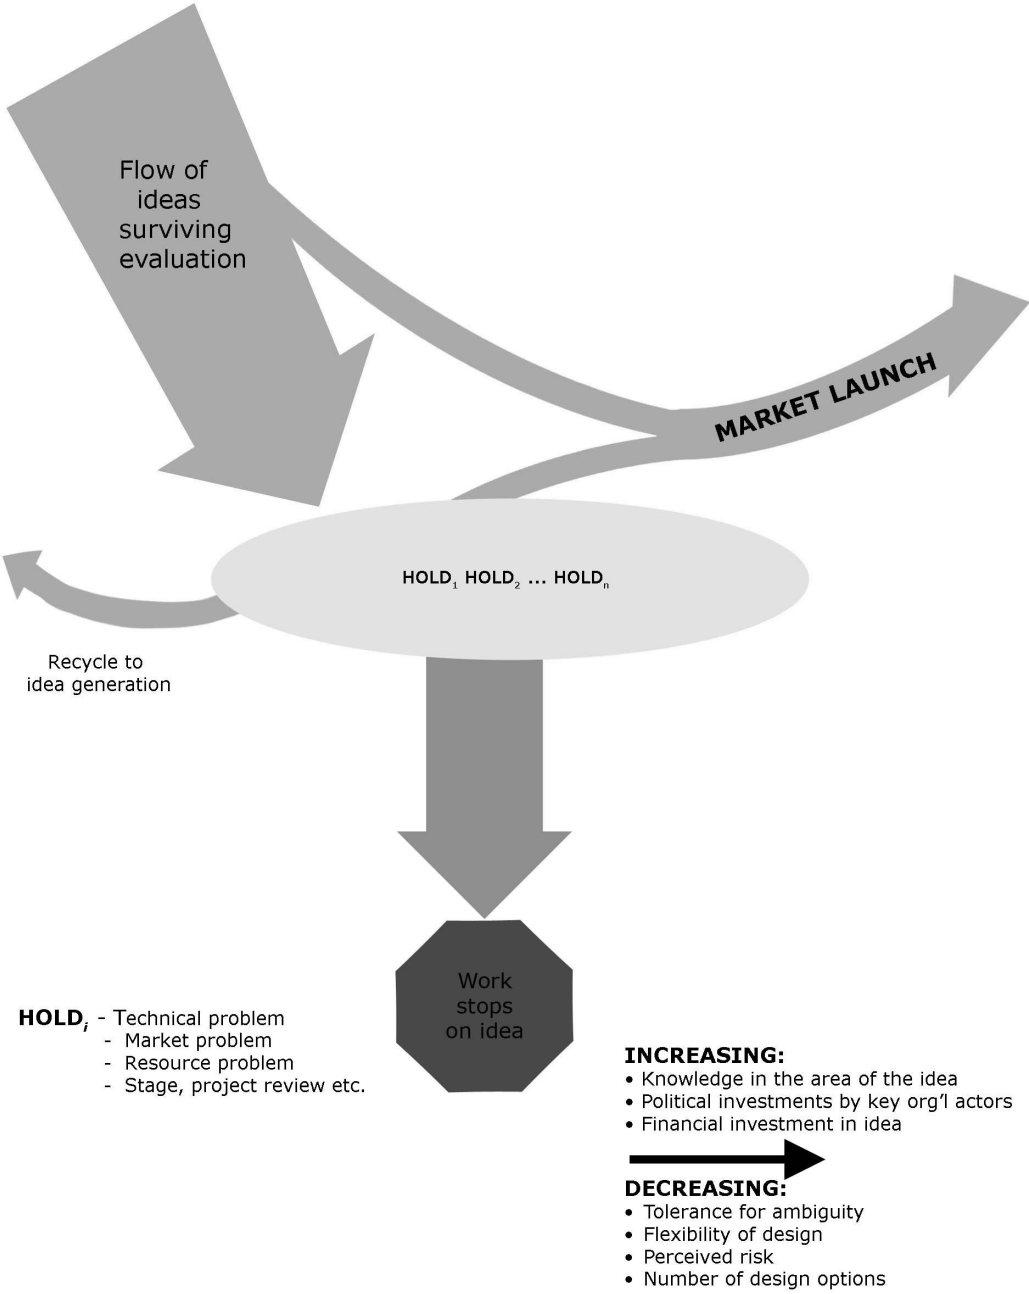 Flow of
ideas
surviving
evaluation
MARKET LAUNCH
HOLD1 HOLD2 ... HOLDn
Recycle to
idea generation
Work
stops
on idea
HOLDi - Technical problem
- Market problem
- Resource problem
- Stage, project review etc.
INCREASING:
• Knowledge in the area of the idea
• Political investments by key org'l actors
• Financial investment in idea
DECREASING:
• Tolerance for ambiguity
• Flexibility of design
• Perceived risk
• Number of design options